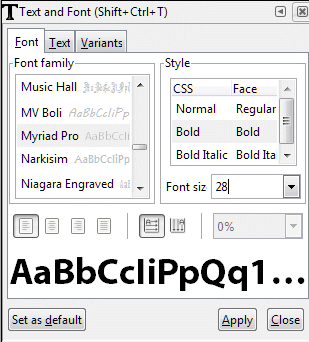 Text and Font (Shift+Ctrl+T)
Font Text Variants
Font family
Music Hall
MV Boli AaBbCcIiPp
Myriad Pro AaBbCcIi
Narkisim AaBbCcIiPp
Niagara Engraved
Style
CSS Face
Normal Regular
Bold Bold
Bold Italic Bold Ita
Font siz 28
0%
AaBbCcIiPpQq1...
Set as default Apply Close